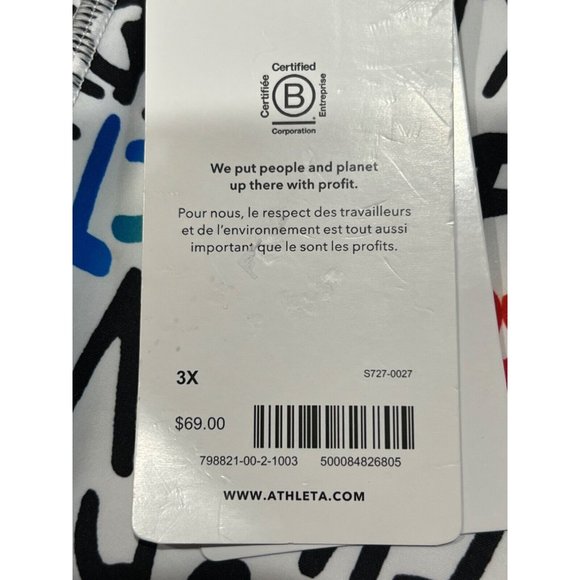 Certified
Certifiée
B
Entreprise
®
Corporation
We put people and planet
up there with profit.
Pour nous, le respect des travailleurs
et de l'environnement est tout aussi
important que le sont les profits.
3X
S727-0027
$69.00
798821-00-2-1003 500084826805
WWW.ATHLETA.COM